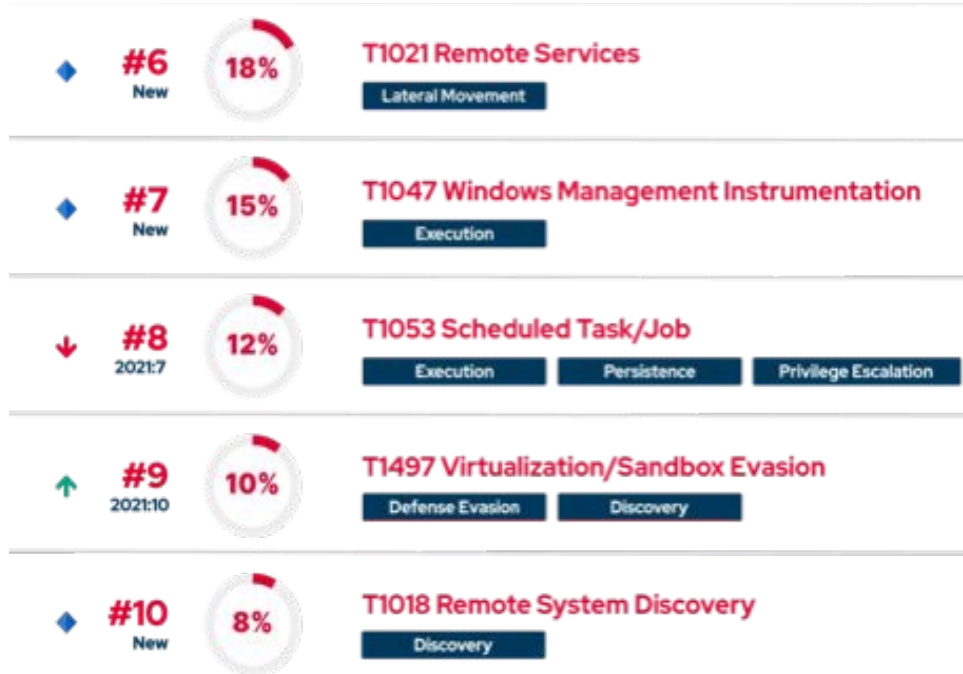 #6
New
18%
T1021 Remote Services
Lateral Movement
#7
New
15%
T1047 Windows Management Instrumentation
Execution
#8
2021:7
12%
T1053 Scheduled Task/Job
Execution Persistence Privilege Escalation
#9
2021:10
10%
T1497 Virtualization/Sandbox Evasion
Defense Evasion Discovery
#10
New
8%
T1018 Remote System Discovery
Discovery